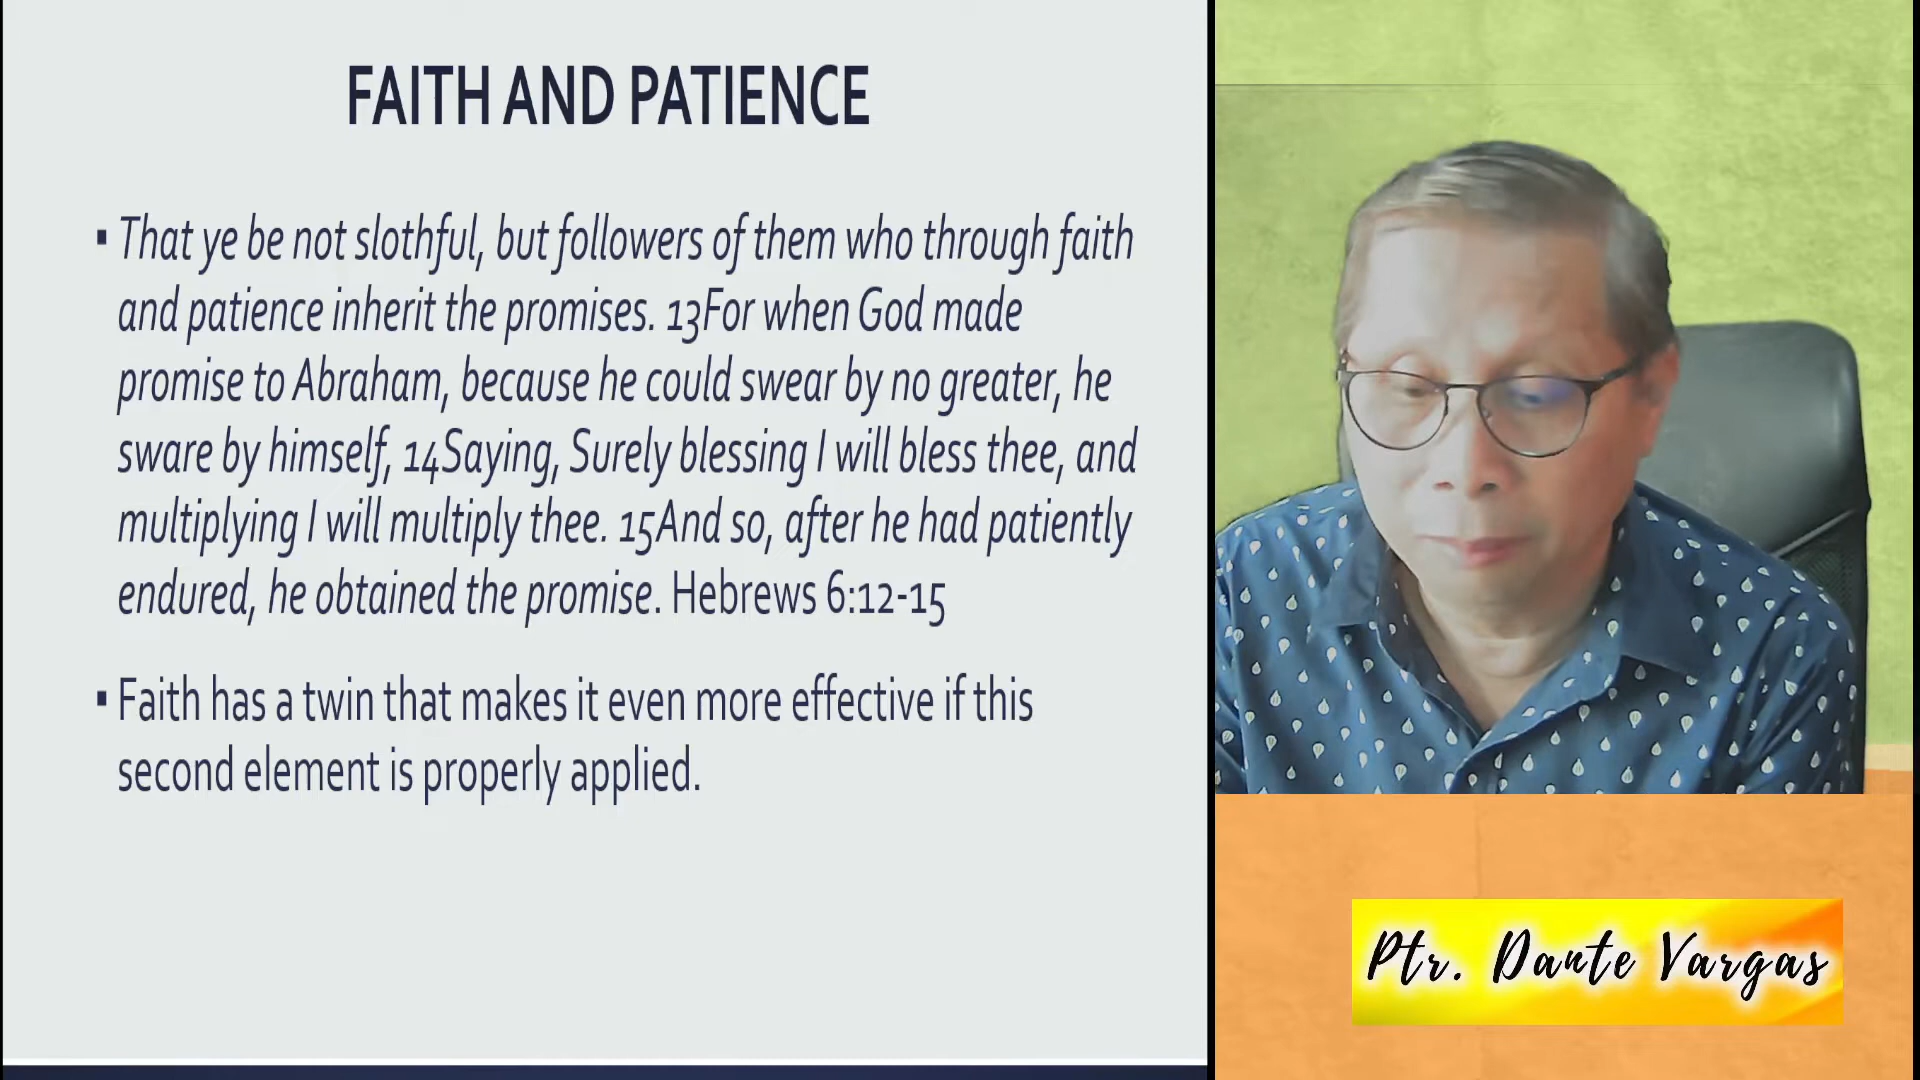 FAITH AND PATIENCE
▪ That ye be not slothful, but followers of them who through faith
and patience inherit the promises. 13For when God made
promise to Abraham, because he could swear by no greater, he
sware by himself, 14Saying, Surely blessing I will bless thee, and
multiplying I will multiply thee. 15And so, after he had patiently
endured, he obtained the promise. Hebrews 6:12-15
▪ Faith has a twin that makes it even more effective if this
second element is properly applied.
Ptr. Dante Vargas